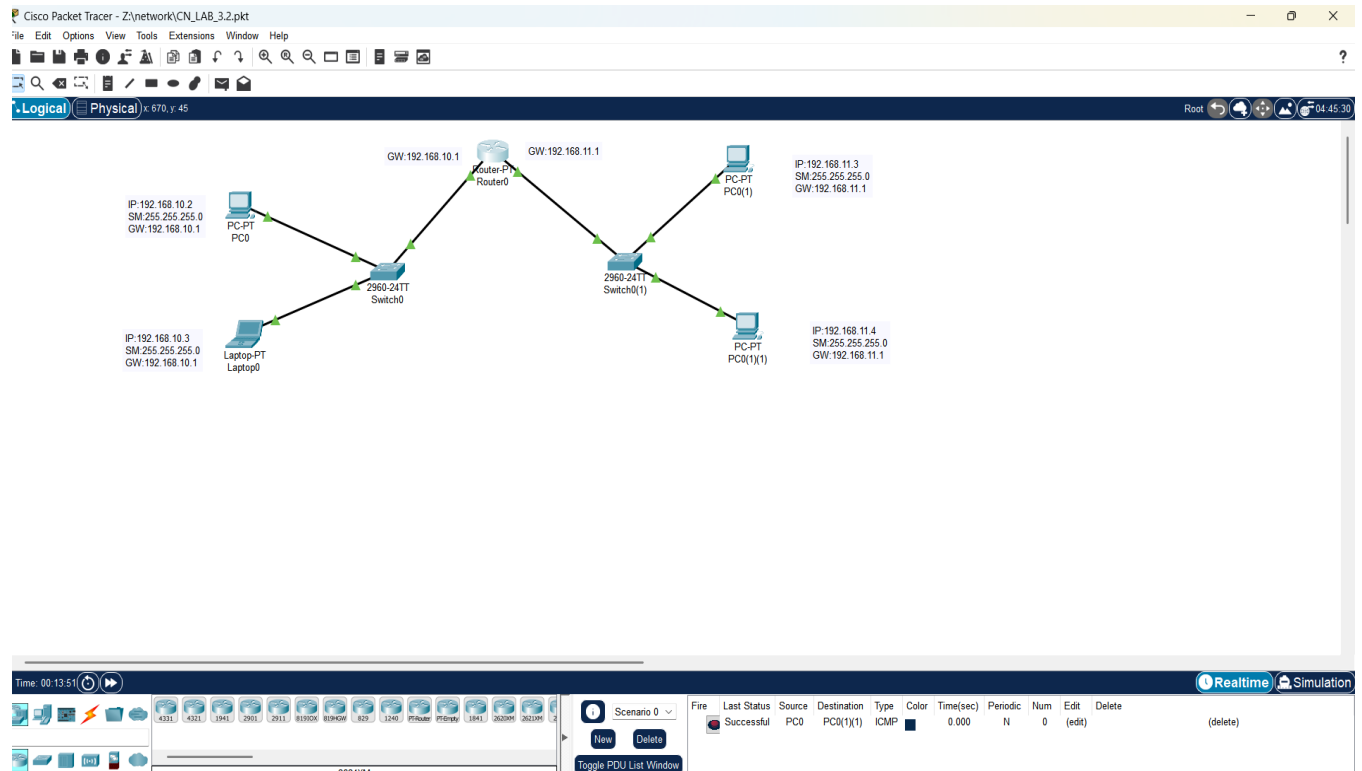 Cisco Packet Tracer - Z:\network\CN_LAB_3.2.pkt
File Edit Options View Tools Extensions Window Help
?
Logical Physical x: 670, y: 45
Root 04:45:30
GW:192.168.10.1
GW:192.168.11.1
Router-PT
Router0
IP:192.168.10.2
SM:255.255.255.0
GW:192.168.10.1
PC-PT
PC0
PC-PT
PC0(1)
IP:192.168.11.3
SM:255.255.255.0
GW:192.168.11.1
2960-24TT
Switch0
2960-24TT
Switch0(1)
IP:192.168.10.3
SM:255.255.255.0
GW:192.168.10.1
Laptop-PT
Laptop0
PC-PT
PC0(1)(1)
IP:192.168.11.4
SM:255.255.255.0
GW:192.168.11.1
Time: 00:13:51
Realtime Simulation
4331 4321 1941 2901 2911 819IOX 819HGW 829 1240 PT-Router PT-Empty 1841 2620XM 2621XM
Scenario 0
New Delete
Toggle PDU List Window
Fire Last Status Source Destination Type Color Time(sec) Periodic Num Edit Delete
Successful PC0 PC0(1)(1) ICMP 0.000 N 0 (edit) (delete)